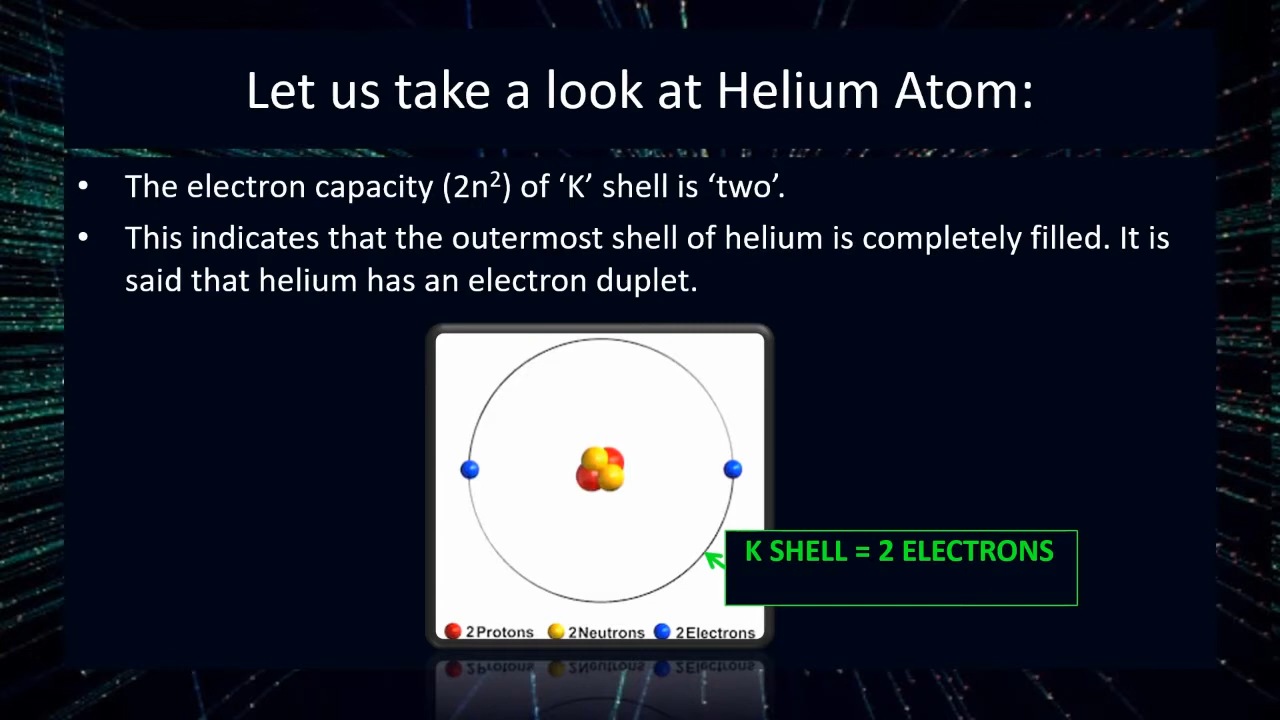 Let us take a look at Helium Atom:
• The electron capacity (2n²) of ‘K’ shell is ‘two’.
• This indicates that the outermost shell of helium is completely filled. It is
said that helium has an electron duplet.
K SHELL = 2 ELECTRONS
2Protons 2Neutrons 2Electrons